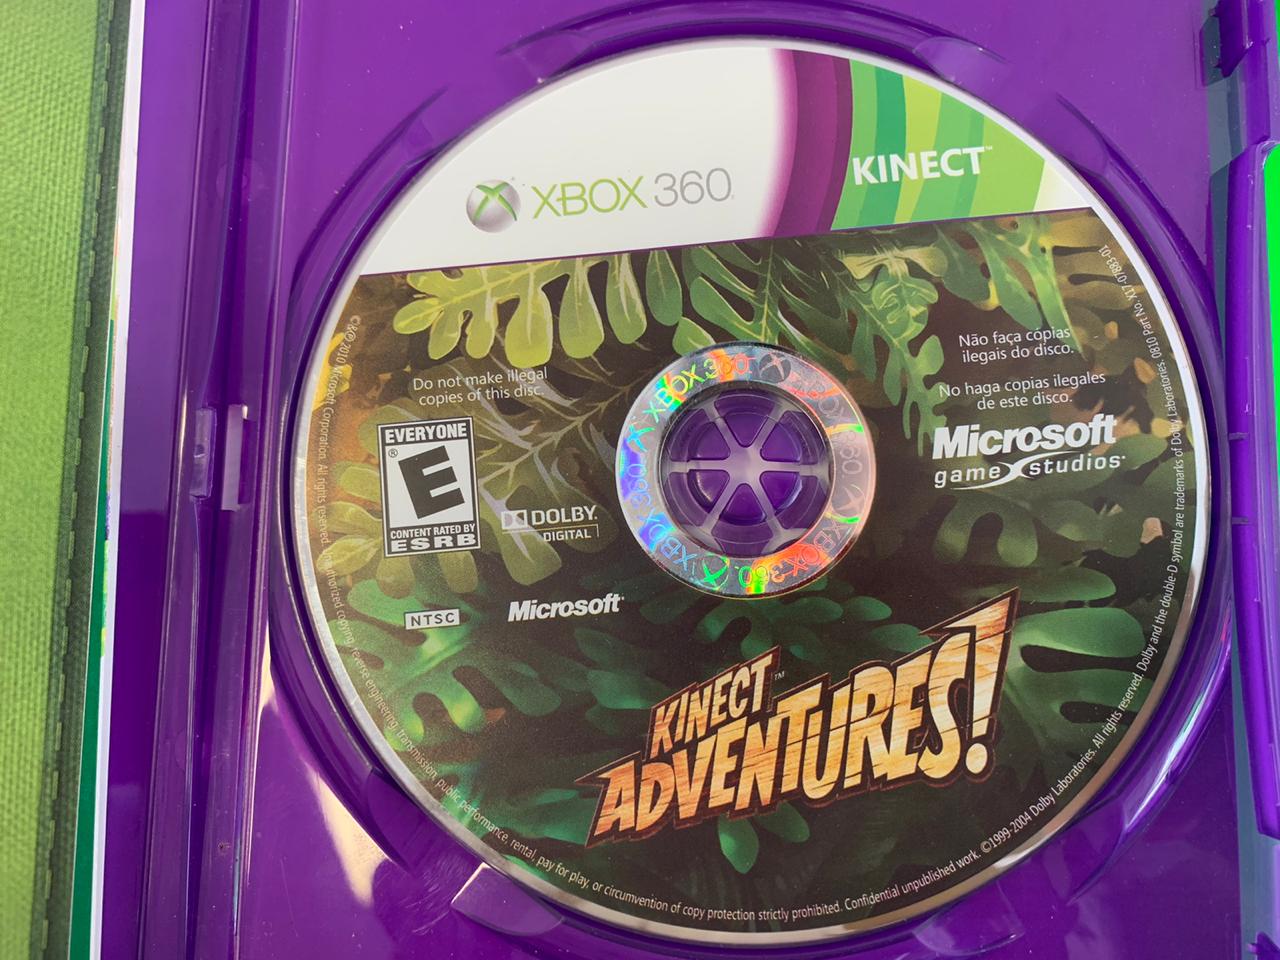 XBOX 360
KINECT™
Do not make illegal
copies of this disc.
Não faça cópias
ilegais do disco.
No haga copias ilegales
de este disco.
EVERYONE
E
®
CONTENT RATED BY
ESRB
DOLBY
DIGITAL
Microsoft
game studios
NTSC
Microsoft®
KINECT™
ADVENTURES!
XBOX 360
©&℗ 2010 Microsoft Corporation. All rights reserved. Unauthorized copying, reverse engineering, transmission, public performance, rental, pay for play, or circumvention of copy protection strictly prohibited. Confidential unpublished work. ©1999-2004 Dolby Laboratories. All rights reserved. Dolby and the double-D symbol are trademarks of Dolby Laboratories. 0810 Part No. X17-07883-01